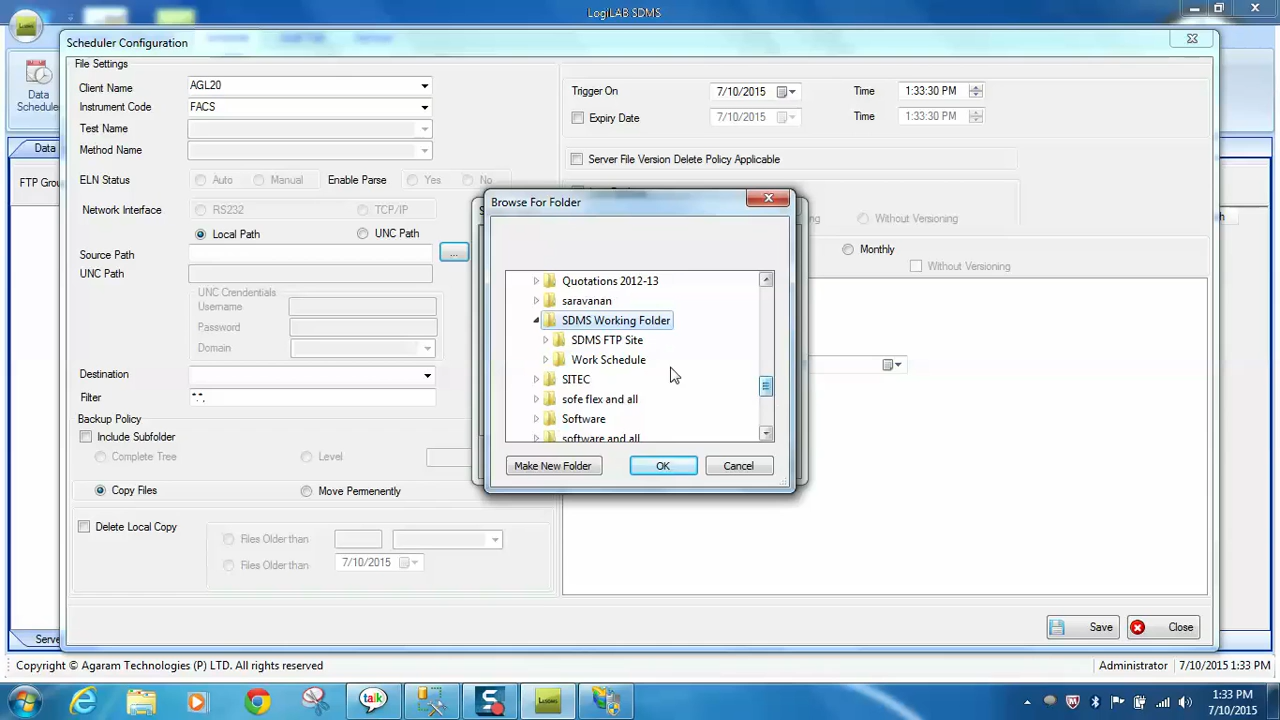 LogiLAB SDMS
Scheduler Configuration
File Settings
Client Name AGL20
Instrument Code FACS
Test Name
Method Name
ELN Status Auto Manual Enable Parse Yes No
Network Interface RS232 TCP/IP
Local Path UNC Path
Source Path ...
UNC Path
UNC Crendentials
Username
Password
Domain
Destination
Filter *.*.
Backup Policy
Include Subfolder
Complete Tree Level
Copy Files Move Permenently
Delete Local Copy
Files Older than
Files Older than 7/10/2015
Trigger On 7/10/2015 Time 1:33:30 PM
Expiry Date 7/10/2015 Time 1:33:30 PM
Server File Version Delete Policy Applicable
Without Versioning
Monthly
Without Versioning
Browse For Folder
Quotations 2012-13
saravanan
SDMS Working Folder
SDMS FTP Site
Work Schedule
SITEC
sofe flex and all
Software
software and all
Make New Folder OK Cancel
Save Close
Data
Schedule
Data
FTP Grou
Serve
Copyright © Agaram Technologies (P) LTD. All rights reserved
Administrator 7/10/2015 1:33 PM
talk
1:33 PM
7/10/2015